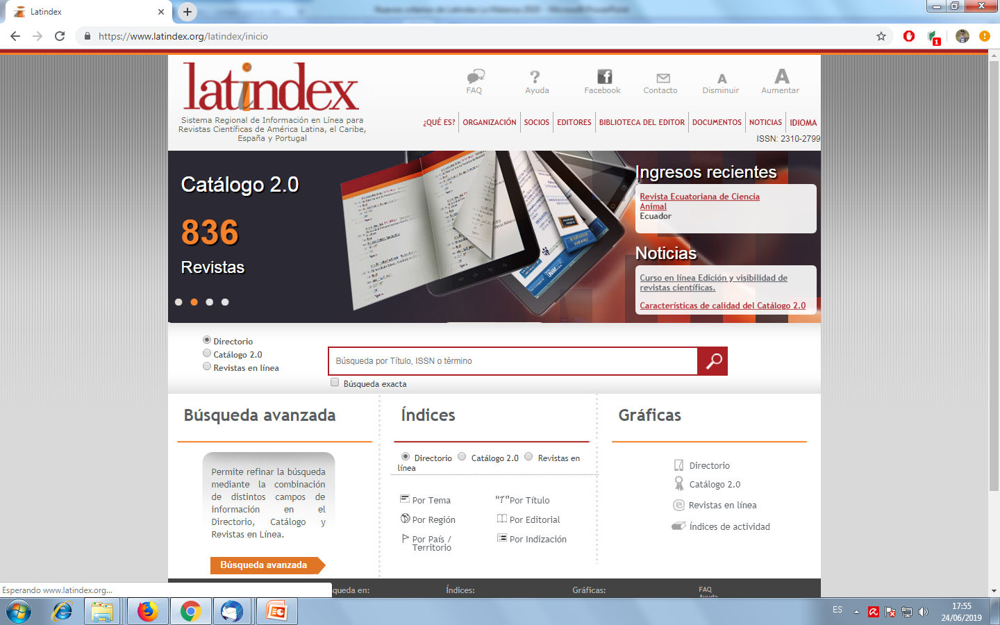 Latindex
https://www.latindex.org/latindex/inicio
1
latindex
Sistema Regional de Información en Línea para
Revistas Científicas de América Latina, el Caribe,
España y Portugal
FAQ
Ayuda
Facebook
Contacto
A
Disminuir
A
Aumentar
¿QUÉ ES?
ORGANIZACIÓN
SOCIOS
EDITORES
BIBLIOTECA DEL EDITOR
DOCUMENTOS
NOTICIAS
IDIOMA
ISSN: 2310-2799
Catálogo 2.0
836
Revistas
Ingresos recientes
Revista Ecuatoriana de Ciencia
Animal
Ecuador
Noticias
Curso en línea Edición y visibilidad de
revistas científicas.
Características de calidad del Catálogo 2.0
Directorio
Catálogo 2.0
Revistas en línea
Búsqueda por Título, ISSN o término
Búsqueda exacta
Búsqueda avanzada
Permite refinar la búsqueda
mediante la combinación
de distintos campos de
información en el
Directorio, Catálogo y
Revistas en Línea.
Búsqueda avanzada
Índices
Directorio
Catálogo 2.0
Revistas en
línea
Por Tema
"T"Por Título
Por Región
Por Editorial
Por País /
Territorio
Por Indización
Gráficas
Directorio
Catálogo 2.0
Revistas en línea
Índices de actividad
Esperando www.latindex.org...
queda en:
Índices:
Gráficas:
FAQ
Ayuda
ES
17:55
24/06/2019